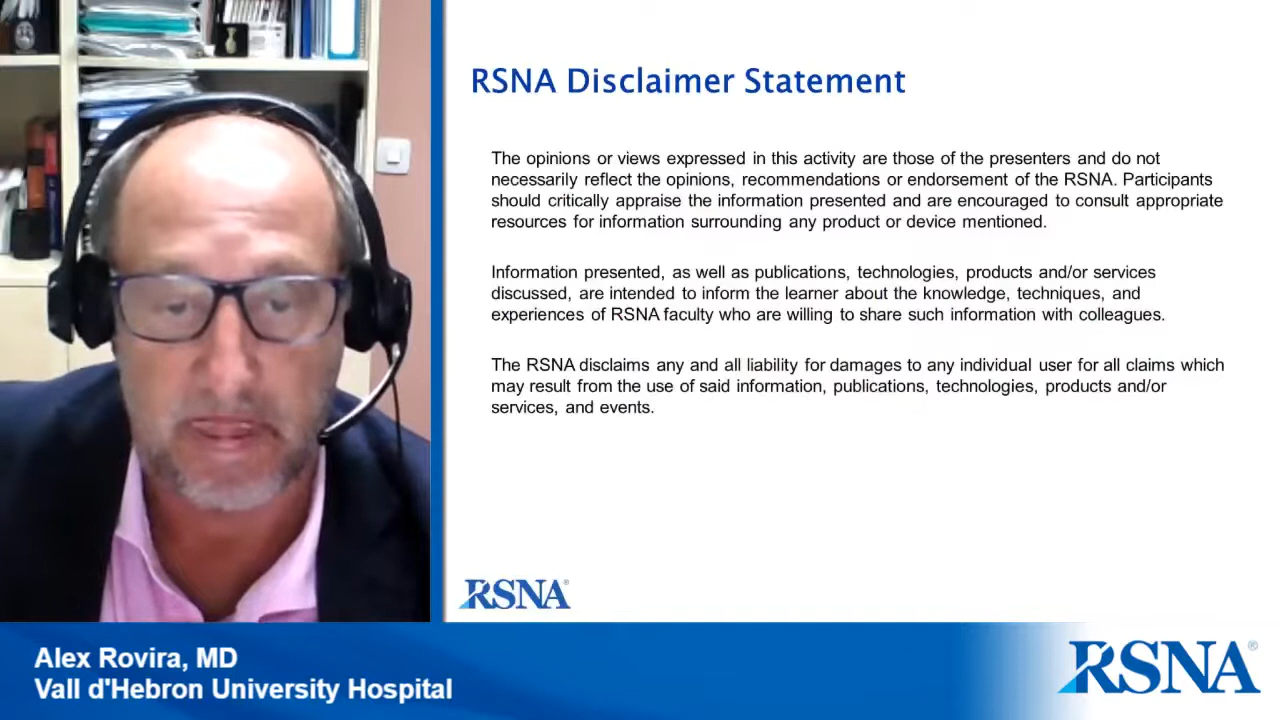 RSNA Disclaimer Statement
The opinions or views expressed in this activity are those of the presenters and do not
necessarily reflect the opinions, recommendations or endorsement of the RSNA. Participants
should critically appraise the information presented and are encouraged to consult appropriate
resources for information surrounding any product or device mentioned.
Information presented, as well as publications, technologies, products and/or services
discussed, are intended to inform the learner about the knowledge, techniques, and
experiences of RSNA faculty who are willing to share such information with colleagues.
The RSNA disclaims any and all liability for damages to any individual user for all claims which
may result from the use of said information, publications, technologies, products and/or
services, and events.
RSNA®
Alex Rovira, MD
Vall d'Hebron University Hospital
RSNA®